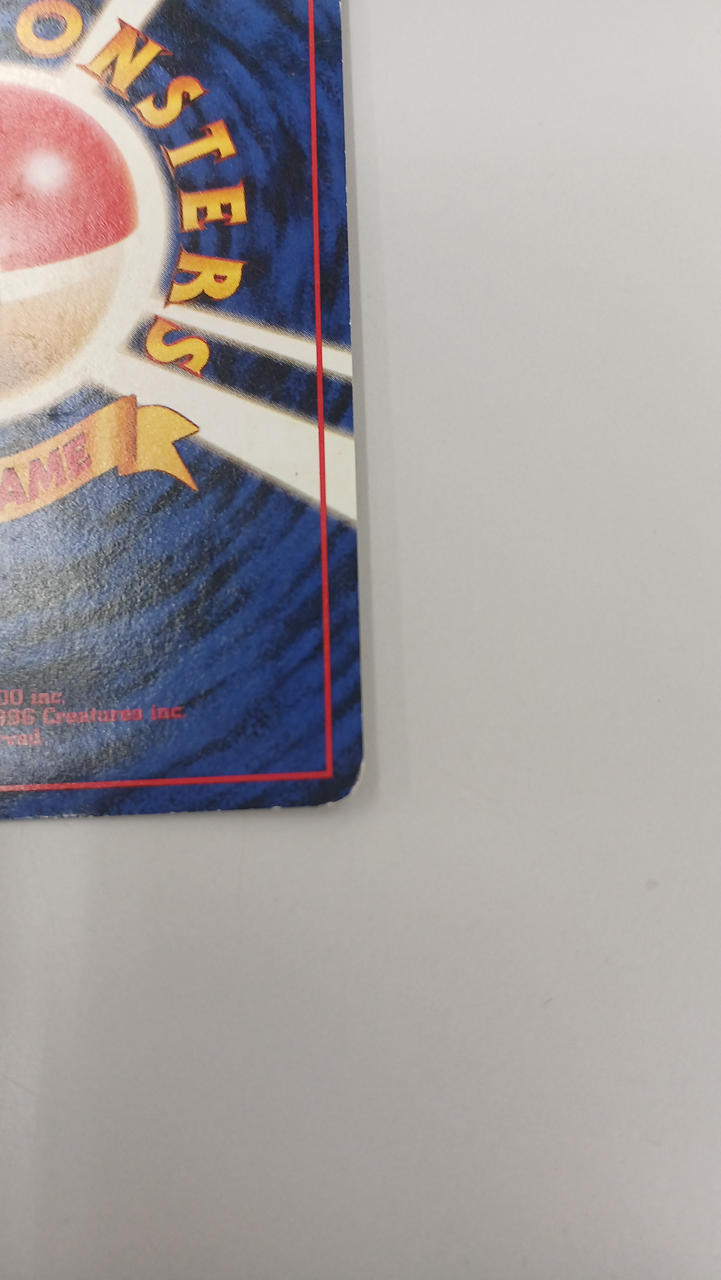 ONSTERS
AME
00 inc.
996 Creatures inc.
rved